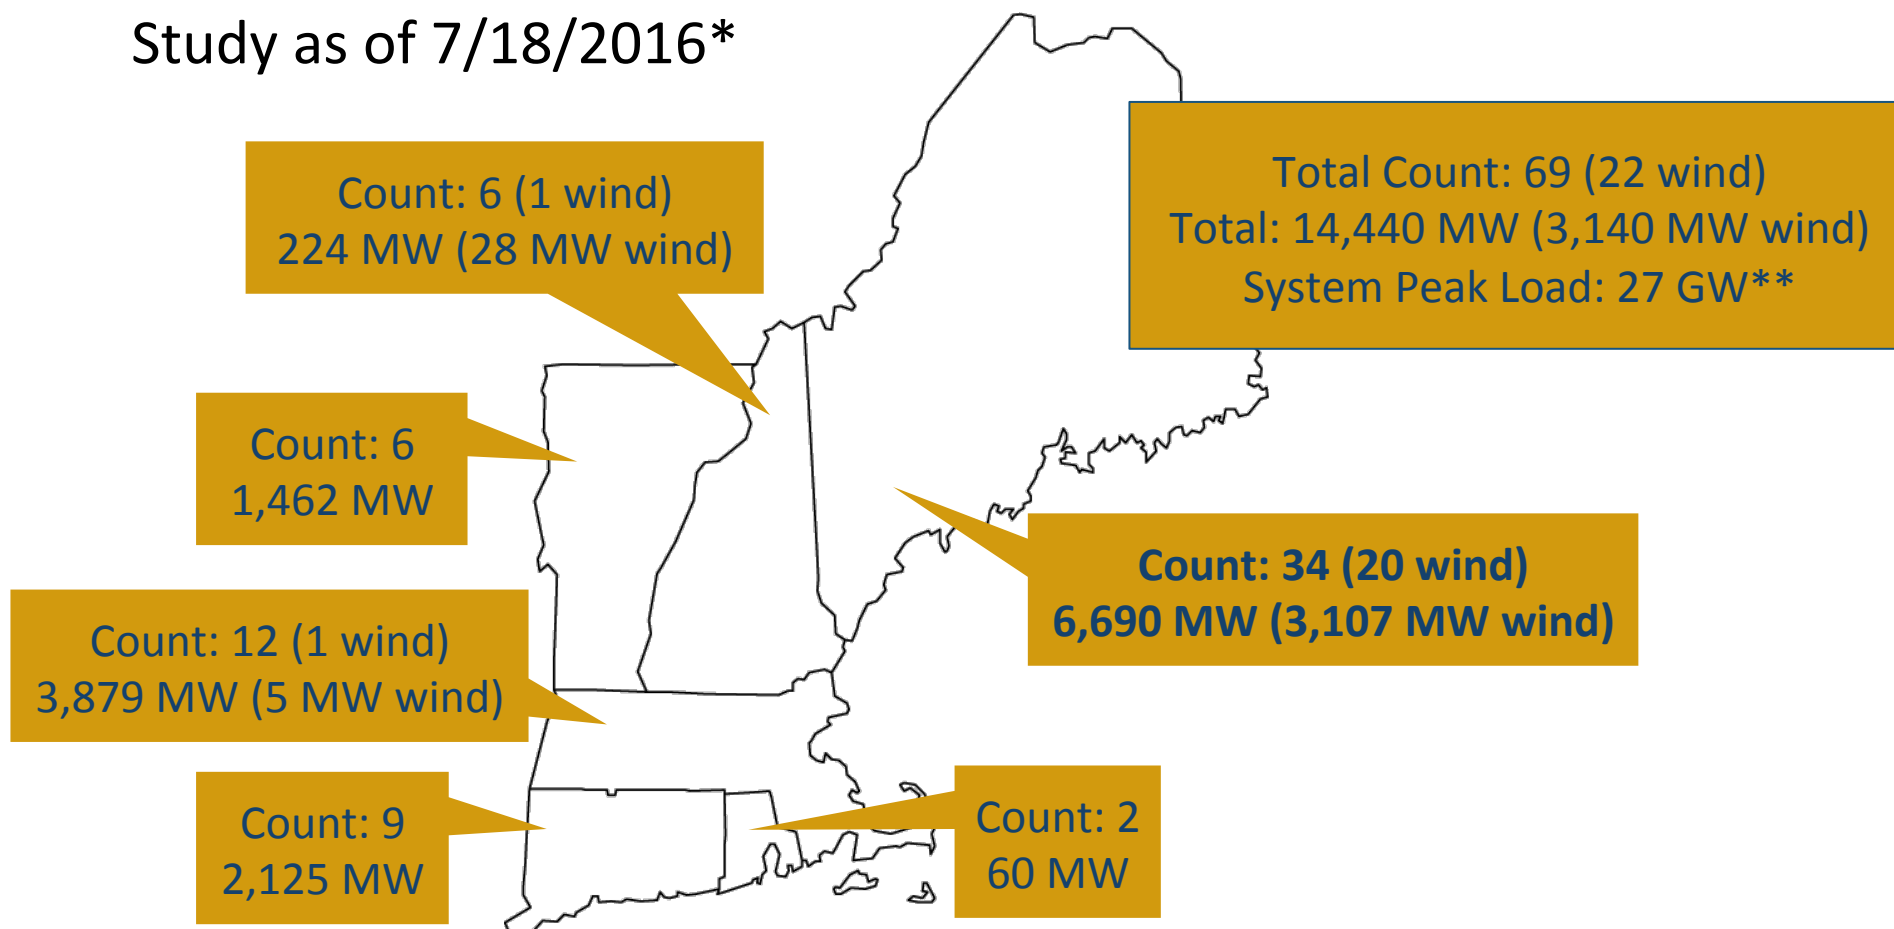 Study as of 7/18/2016*
Count: 6 (1 wind)
224 MW (28 MW wind)
Total Count: 69 (22 wind)
Total: 14,440 MW (3,140 MW wind)
System Peak Load: 27 GW**
Count: 6
1,462 MW
Count: 34 (20 wind)
6,690 MW (3,107 MW wind)
Count: 12 (1 wind)
3,879 MW (5 MW wind)
Count: 9
2,125 MW
Count: 2
60 MW